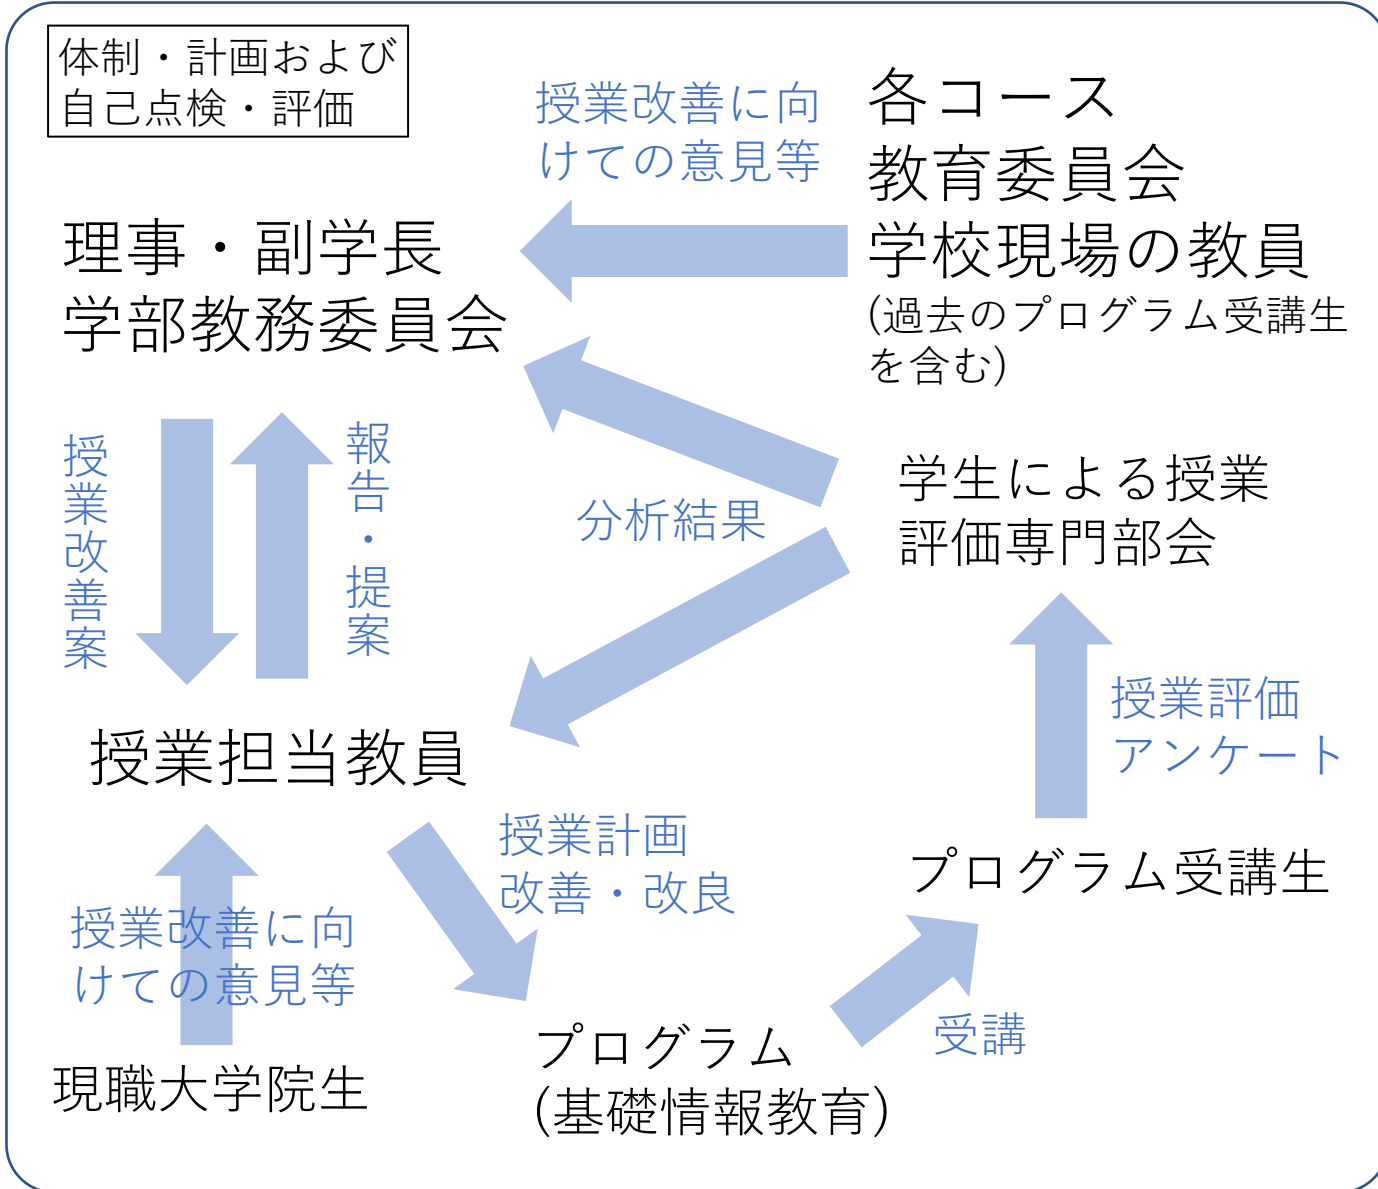 体制・計画および
自己点検・評価
授業改善に向
けての意見等
各コース
教育委員会
学校現場の教員
(過去のプログラム受講生
を含む)
理事・副学長
学部教務委員会
授業改善案
報告・提案
分析結果
学生による授業
評価専門部会
授業評価
アンケート
授業担当教員
授業計画
改善・改良
プログラム受講生
授業改善に向
けての意見等
受講
現職大学院生
プログラム
(基礎情報教育)